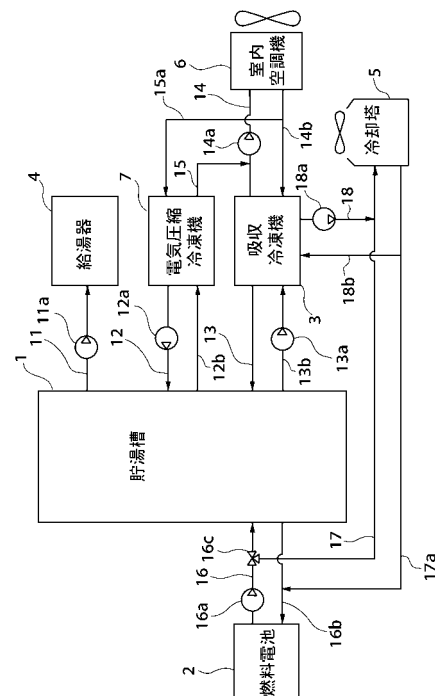 4
給湯器
11a
11
1
7
電気圧縮
冷凍機
12a
12
12b
15
15a
6
室内
空調機
14
14a
14b
吸収
冷凍機
3
13
13b
13a
18a
18
18b
5
冷却塔
貯湯槽
16c
16
16a
16b
2
燃料電池
17
17a